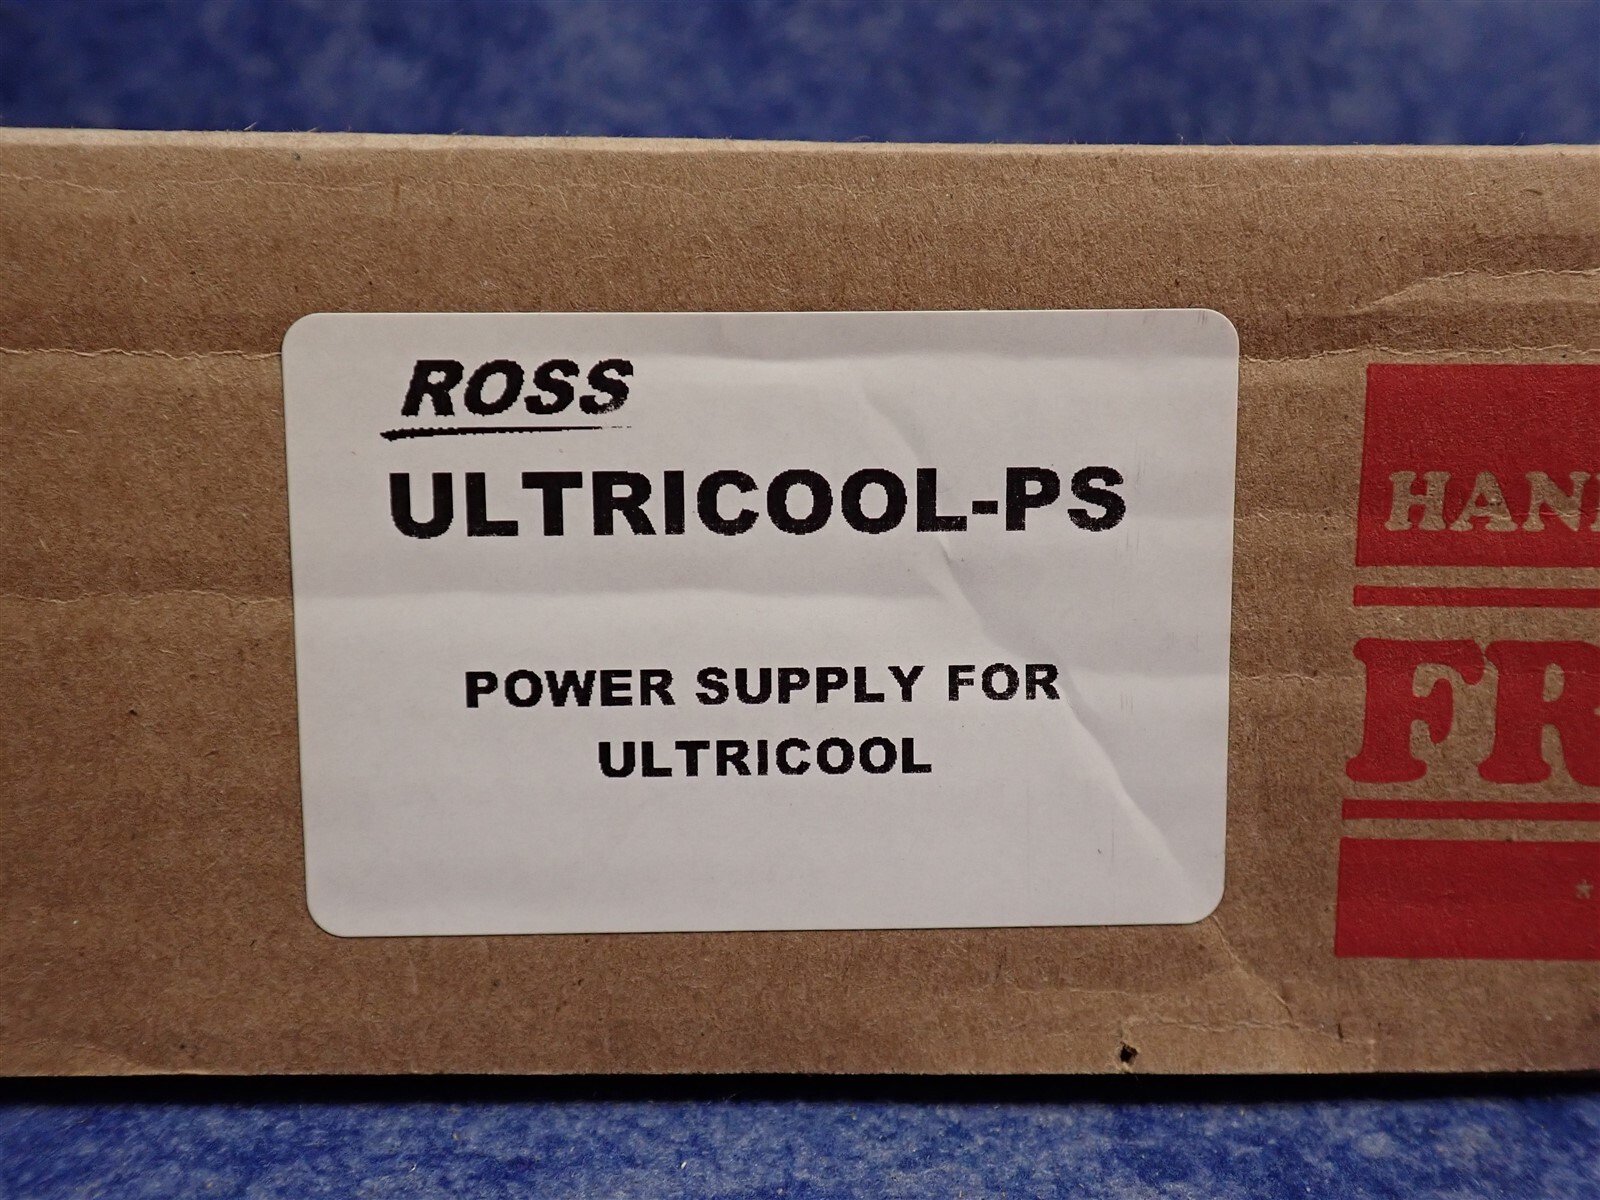 ROSS
ULTRICOOL-PS
POWER SUPPLY FOR
ULTRICOOL